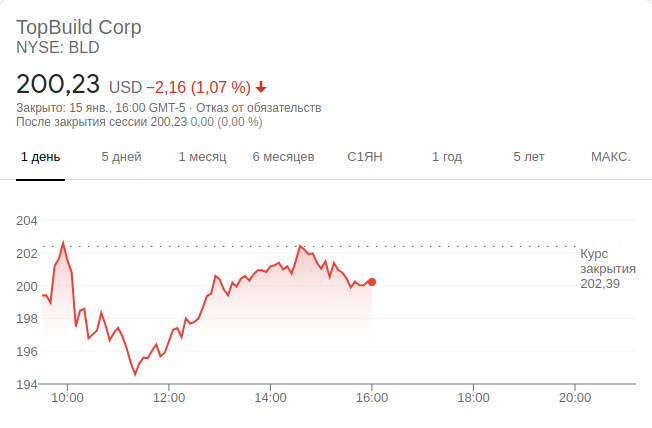 TopBuild Corp
NYSE: BLD
200,23 USD −2,16 (1,07 %)
Закрыто: 15 янв., 16:00 GMT-5 · Отказ от обязательств
После закрытия сессии 200,23 0,00 (0,00 %)
1 день 5 дней 1 месяц 6 месяцев С1ЯН 1 год 5 лет МАКС.
204
202
200
198
196
194
Курс
закрытия
202,39
10:00 12:00 14:00 16:00 18:00 20:00